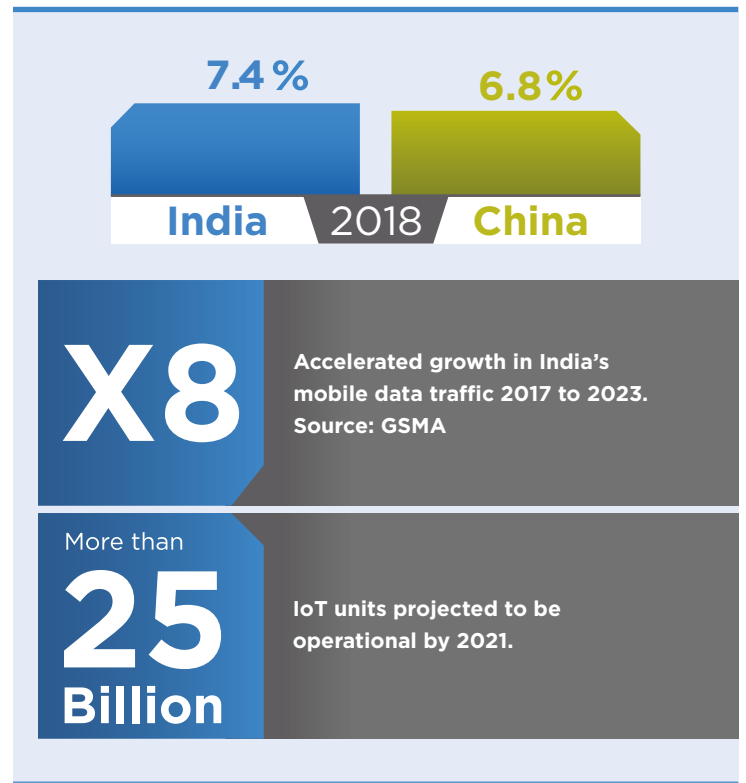 7.4%
6.8%
India
2018
China
X8
Accelerated growth in India’s
mobile data traffic 2017 to 2023.
Source: GSMA
More than
25
Billion
IoT units projected to be
operational by 2021.